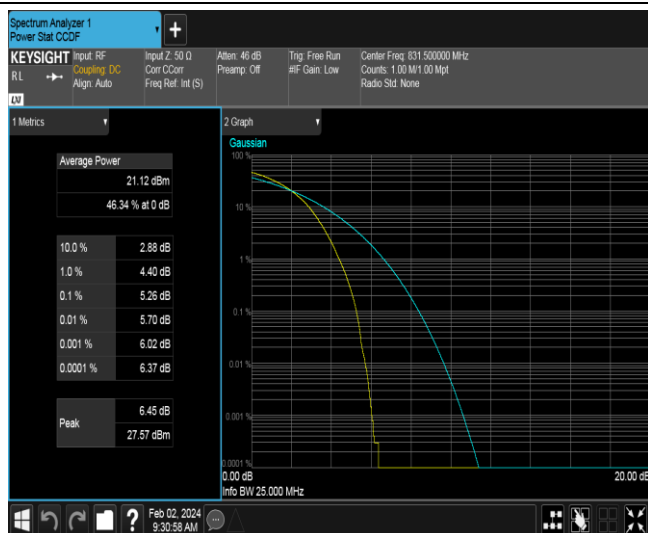 Spectrum Analyzer 1
Power Stat CCDF
+
KEYSIGHT
RL
LXI
Input: RF
Coupling: DC
Align: Auto
Input Z: 50 Ω
Corr CCorr
Freq Ref: Int (S)
Atten: 46 dB
Preamp: Off
Trig: Free Run
#IF Gain: Low
Center Freq: 831.500000 MHz
Counts: 1.00 M/1.00 Mpt
Radio Std: None
1 Metrics
Average Power
21.12 dBm
46.34 % at 0 dB
10.0 % 2.88 dB
1.0 % 4.40 dB
0.1 % 5.26 dB
0.01 % 5.70 dB
0.001 % 6.02 dB
0.0001 % 6.37 dB
Peak
6.45 dB
27.57 dBm
2 Graph
Gaussian
100 %
10 %
1 %
0.1 %
0.01 %
0.001 %
0.0001 %
0.00 dB 20.00 dB
Info BW 25.000 MHz
?
Feb 02, 2024
9:30:58 AM